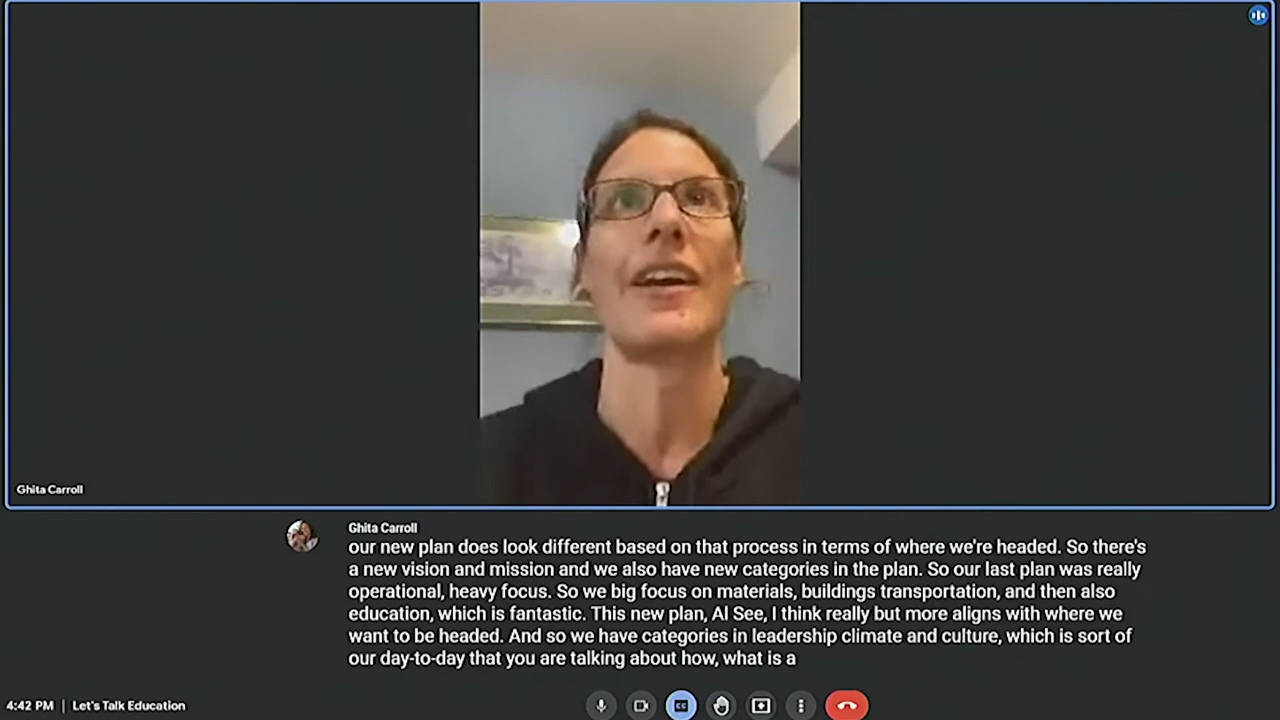 Ghita Carroll
Ghita Carroll
our new plan does look different based on that process in terms of where we're headed. So there's
a new vision and mission and we also have new categories in the plan. So our last plan was really
operational, heavy focus. So we big focus on materials, buildings transportation, and then also
education, which is fantastic. This new plan, Al See, I think really but more aligns with where we
want to be headed. And so we have categories in leadership climate and culture, which is sort of
our day-to-day that you are talking about how, what is a
4:42 PM | Let's Talk Education